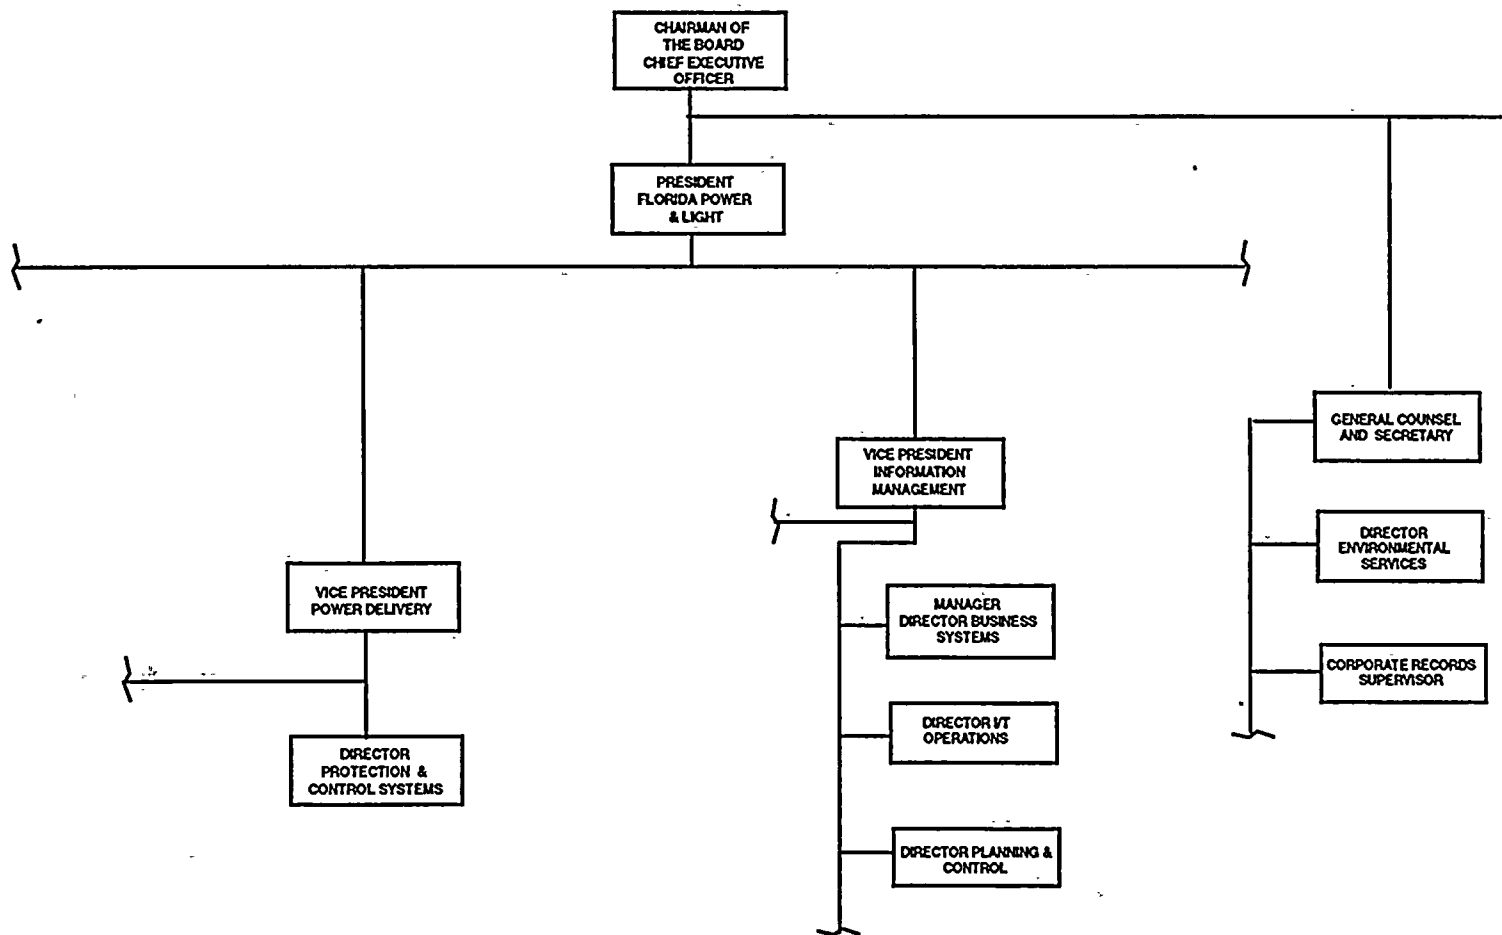 CHAIRMAN OF
THE BOARD
CHIEF EXECUTIVE
OFFICER
PRESIDENT
FLORIDA POWER
& LIGHT
GENERAL COUNSEL
AND SECRETARY
VICE PRESIDENT
INFORMATION
MANAGEMENT
DIRECTOR
ENVIRONMENTAL
SERVICES
VICE PRESIDENT
POWER DELIVERY
MANAGER
DIRECTOR BUSINESS
SYSTEMS
CORPORATE RECORDS
SUPERVISOR
DIRECTOR I/T
OPERATIONS
DIRECTOR
PROTECTION &
CONTROL SYSTEMS
DIRECTOR PLANNING &
CONTROL